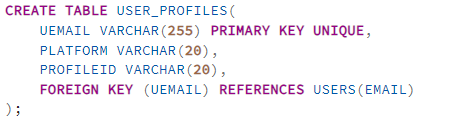 CREATE TABLE USER_PROFILES(
    UEMAIL VARCHAR(255) PRIMARY KEY UNIQUE,
    PLATFORM VARCHAR(20),
    PROFILEID VARCHAR(20),
    FOREIGN KEY (UEMAIL) REFERENCES USERS(EMAIL)
);